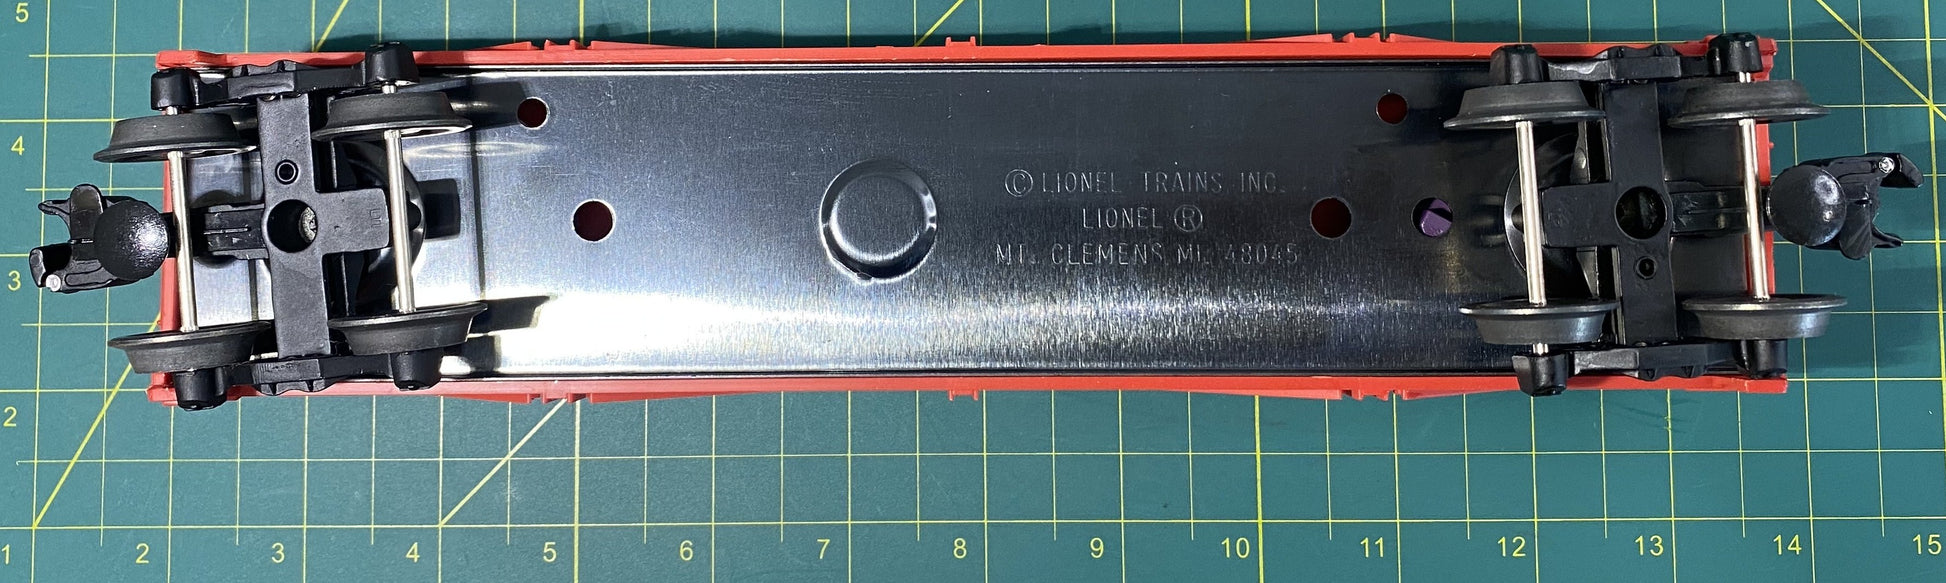 5
4
© LIONEL TRAINS INC.
LIONEL ®
MT. CLEMENS MI. 48045
3
2
1 2 3 4 5 6 7 8 9 10 11 12 13 14 15